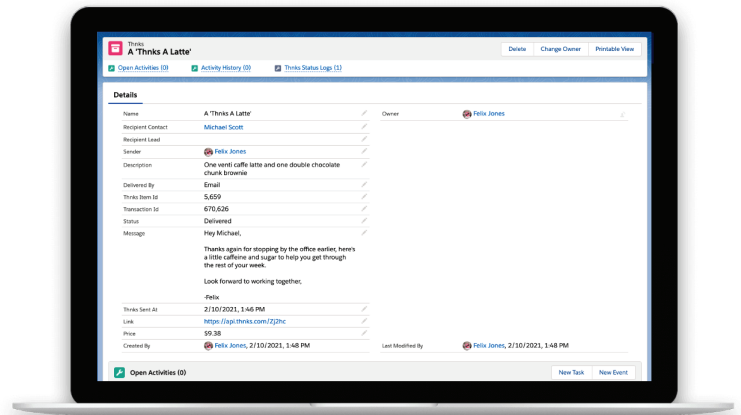 Thnks
A 'Thnks A Latte'
Delete Change Owner Printable View
Open Activities (0) Activity History (0) Thnks Status Logs (1)
Details
Name A 'Thnks A Latte' Owner Felix Jones
Recipient Contact Michael Scott
Recipient Lead
Sender Felix Jones
Description One venti caffe latte and one double chocolate
chunk brownie
Delivered By Email
Thnks Item Id 5,659
Transaction Id 670,626
Status Delivered
Message Hey Michael,
Thanks again for stopping by the office earlier, here's
a little caffeine and sugar to help you get through
the rest of your week.
Look forward to working together,
-Felix
Thnks Sent At 2/10/2021, 1:46 PM
Link https://api.thnks.com/ZJ2hc
Price $9.38
Created By Felix Jones, 2/10/2021, 1:48 PM Last Modified By Felix Jones, 2/10/2021, 1:48 PM
Open Activities (0) New Task New Event